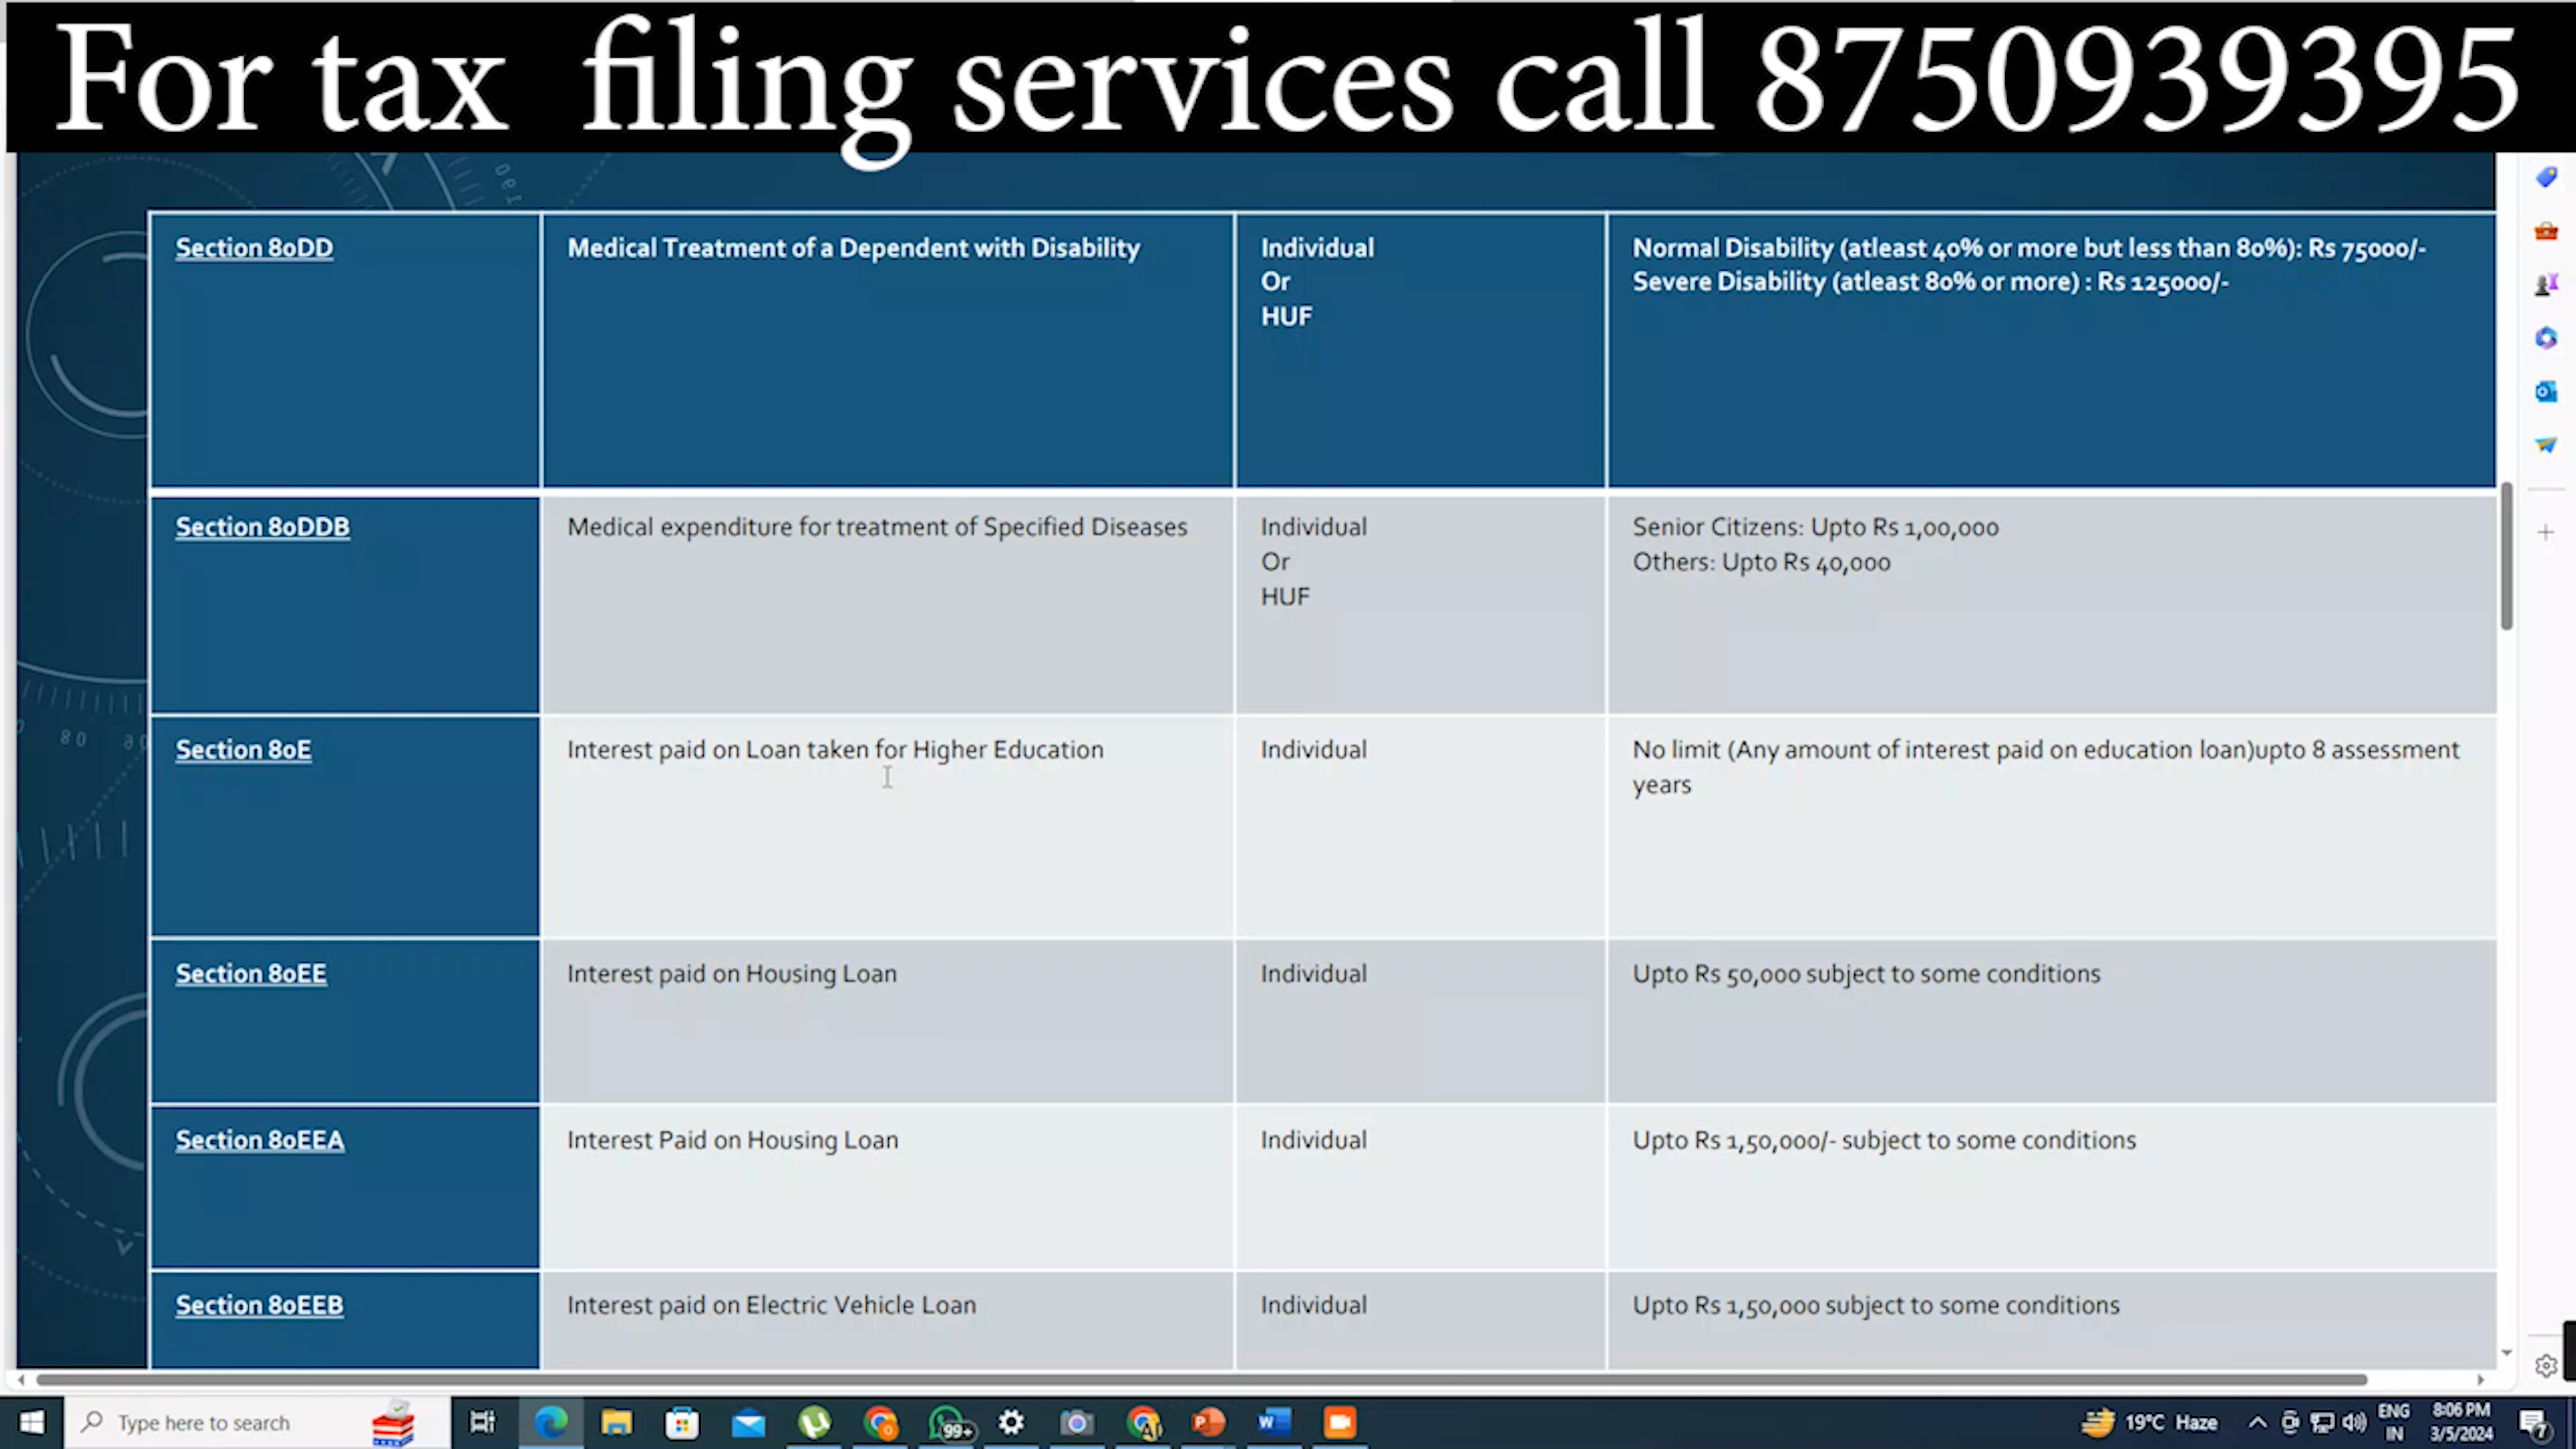 For tax filing services call 8750939395
Section 80DD
Medical Treatment of a Dependent with Disability
Individual
Or
HUF
Normal Disability (atleast 40% or more but less than 80%): Rs 75000/-
Severe Disability (atleast 80% or more) : Rs 125000/-
Section 80DDB
Medical expenditure for treatment of Specified Diseases
Individual
Or
HUF
Senior Citizens: Upto Rs 1,00,000
Others: Upto Rs 40,000
Section 80E
Interest paid on Loan taken for Higher Education
Individual
No limit (Any amount of interest paid on education loan)upto 8 assessment
years
Section 80EE
Interest paid on Housing Loan
Individual
Upto Rs 50,000 subject to some conditions
Section 80EEA
Interest Paid on Housing Loan
Individual
Upto Rs 1,50,000/- subject to some conditions
Section 80EEB
Interest paid on Electric Vehicle Loan
Individual
Upto Rs 1,50,000 subject to some conditions
Type here to search
99+
19°C Haze
ENG
IN
8:06 PM
3/5/2024
7